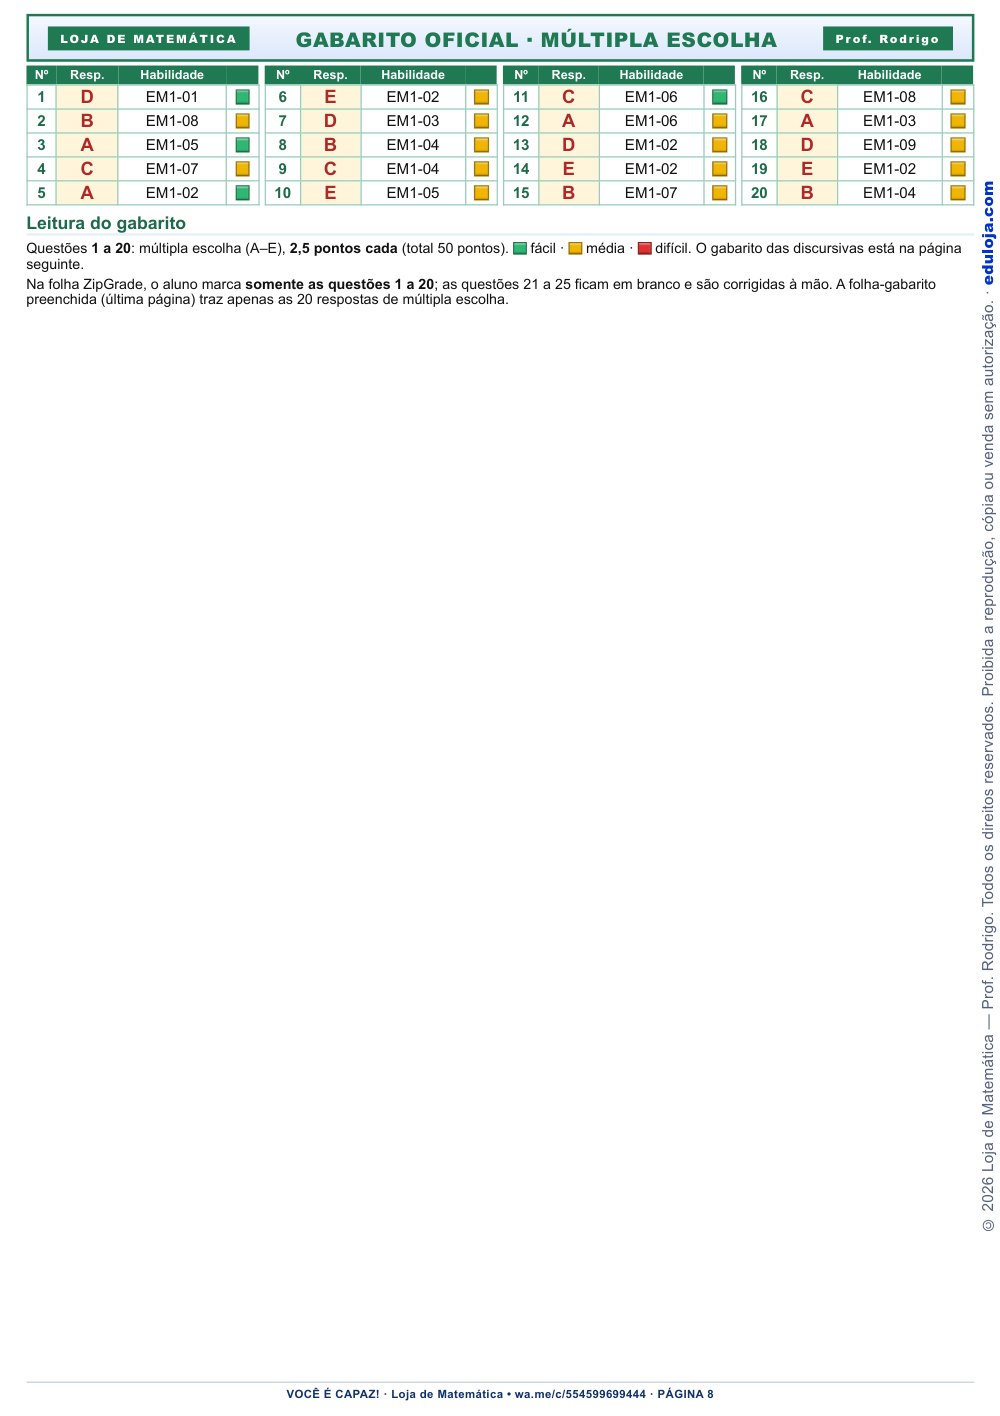 LOJA DE MATEMÁTICA
GABARITO OFICIAL · MÚLTIPLA ESCOLHA
Prof. Rodrigo
Nº Resp. Habilidade
1 D EM1-01
2 B EM1-08
3 A EM1-05
4 C EM1-07
5 A EM1-02
Nº Resp. Habilidade
6 E EM1-02
7 D EM1-03
8 B EM1-04
9 C EM1-04
10 E EM1-05
Nº Resp. Habilidade
11 C EM1-06
12 A EM1-06
13 D EM1-02
14 E EM1-02
15 B EM1-07
Nº Resp. Habilidade
16 C EM1-08
17 A EM1-03
18 D EM1-09
19 E EM1-02
20 B EM1-04
Leitura do gabarito
Questões 1 a 20: múltipla escolha (A–E), 2,5 pontos cada (total 50 pontos). fácil · média · difícil. O gabarito das discursivas está na página
seguinte.
Na folha ZipGrade, o aluno marca somente as questões 1 a 20; as questões 21 a 25 ficam em branco e são corrigidas à mão. A folha-gabarito
preenchida (última página) traz apenas as 20 respostas de múltipla escolha.
© 2026 Loja de Matemática — Prof. Rodrigo. Todos os direitos reservados. Proibida a reprodução, cópia ou venda sem autorização. · eduloja.com
VOCÊ É CAPAZ! · Loja de Matemática • wa.me/c/554599699444 · PÁGINA 8